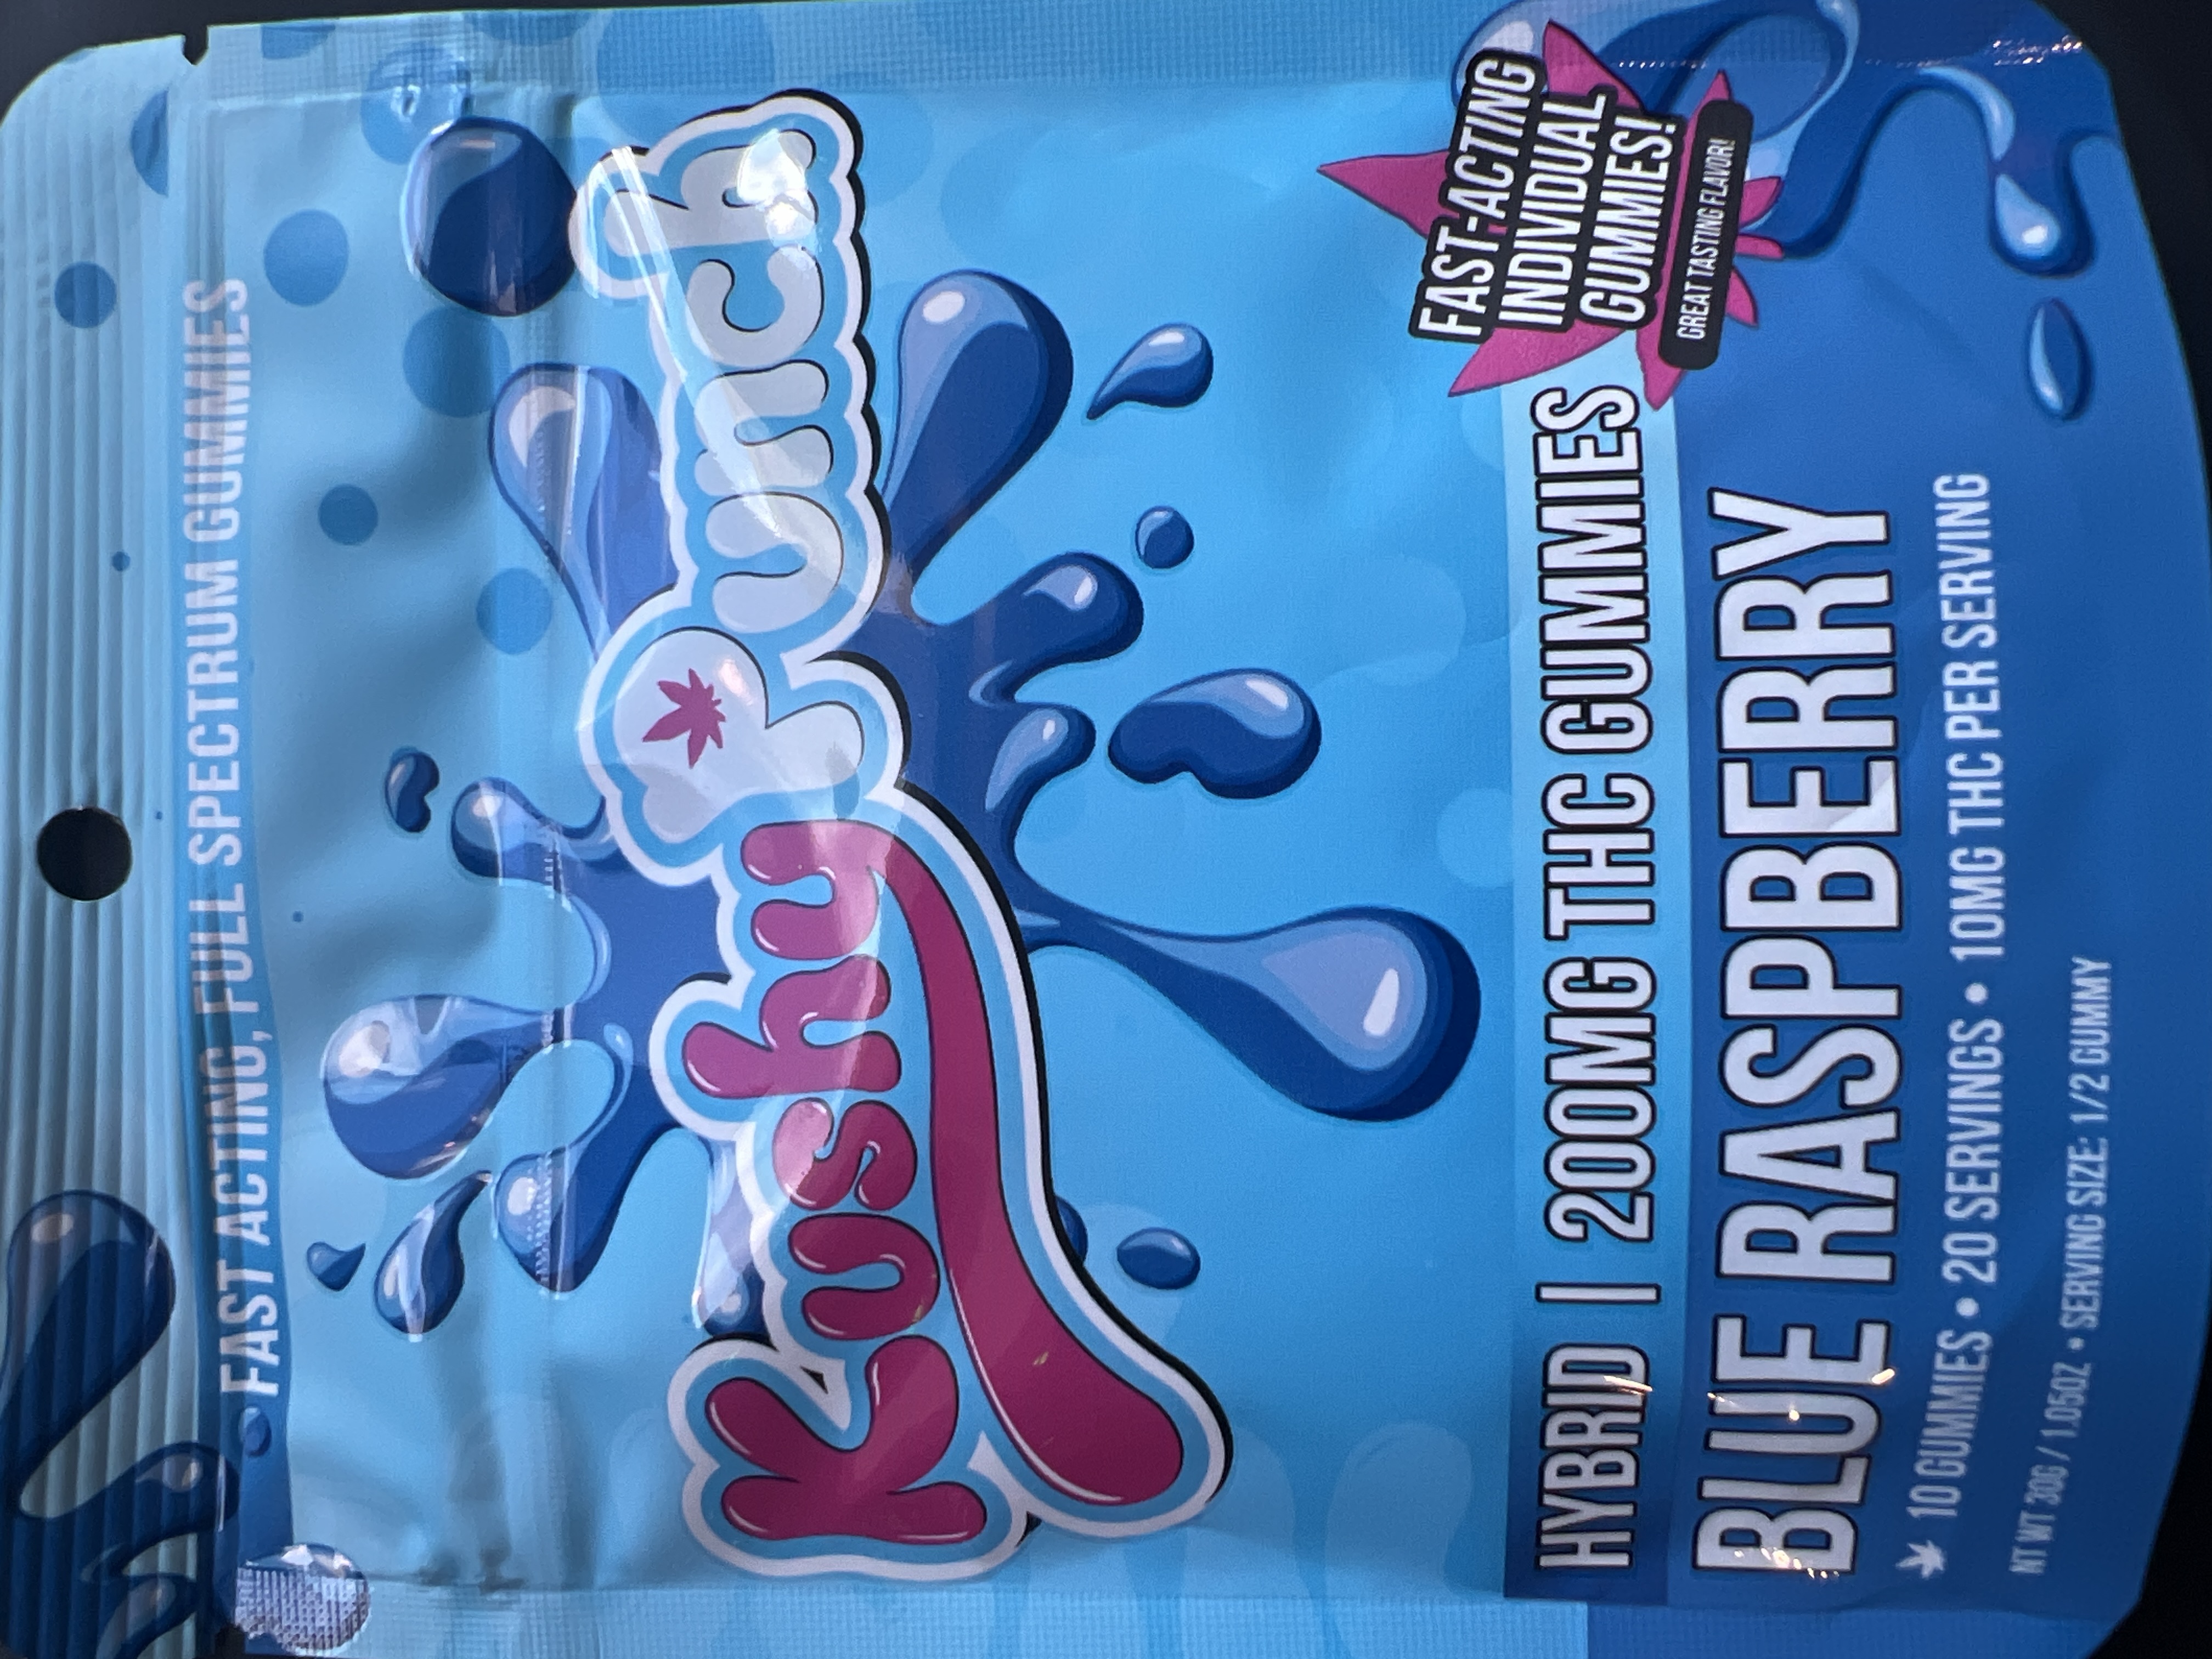 FAST ACTING, FULL SPECTRUM GUMMIES
Kushy Punch
FAST-ACTING
INDIVIDUAL
GUMMIES!
GREAT TASTING FLAVOR!
HYBRID | 200MG THC GUMMIES
BLUE RASPBERRY
10 GUMMIES • 20 SERVINGS • 10MG THC PER SERVING
NT WT 30G / 1.05OZ • SERVING SIZE: 1/2 GUMMY